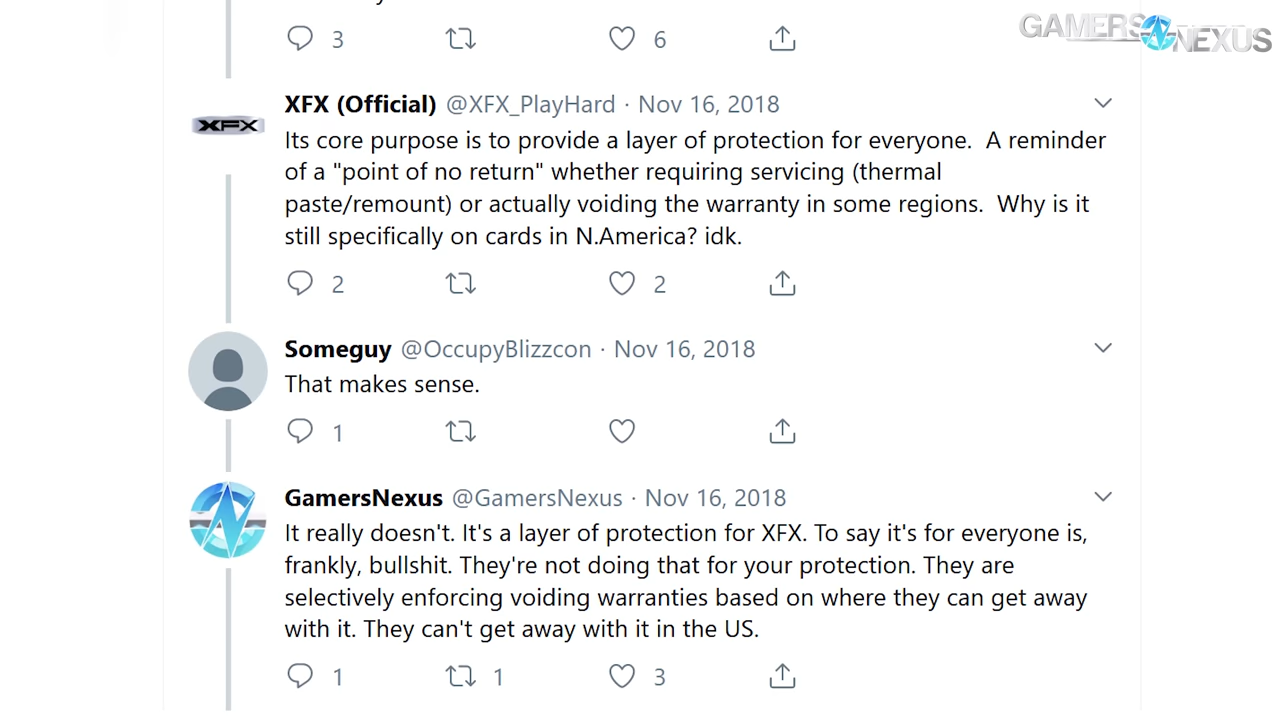 3 6
GAMERS NEXUS
XFX (Official) @XFX_PlayHard · Nov 16, 2018
XFX
Its core purpose is to provide a layer of protection for everyone.  A reminder
of a "point of no return" whether requiring servicing (thermal
paste/remount) or actually voiding the warranty in some regions.  Why is it
still specifically on cards in N.America? idk.
2 2
Someguy @OccupyBlizzcon · Nov 16, 2018
That makes sense.
1
GamersNexus @GamersNexus · Nov 16, 2018
It really doesn't. It's a layer of protection for XFX. To say it's for everyone is,
frankly, bullshit. They're not doing that for your protection. They are
selectively enforcing voiding warranties based on where they can get away
with it. They can't get away with it in the US.
1 1 3